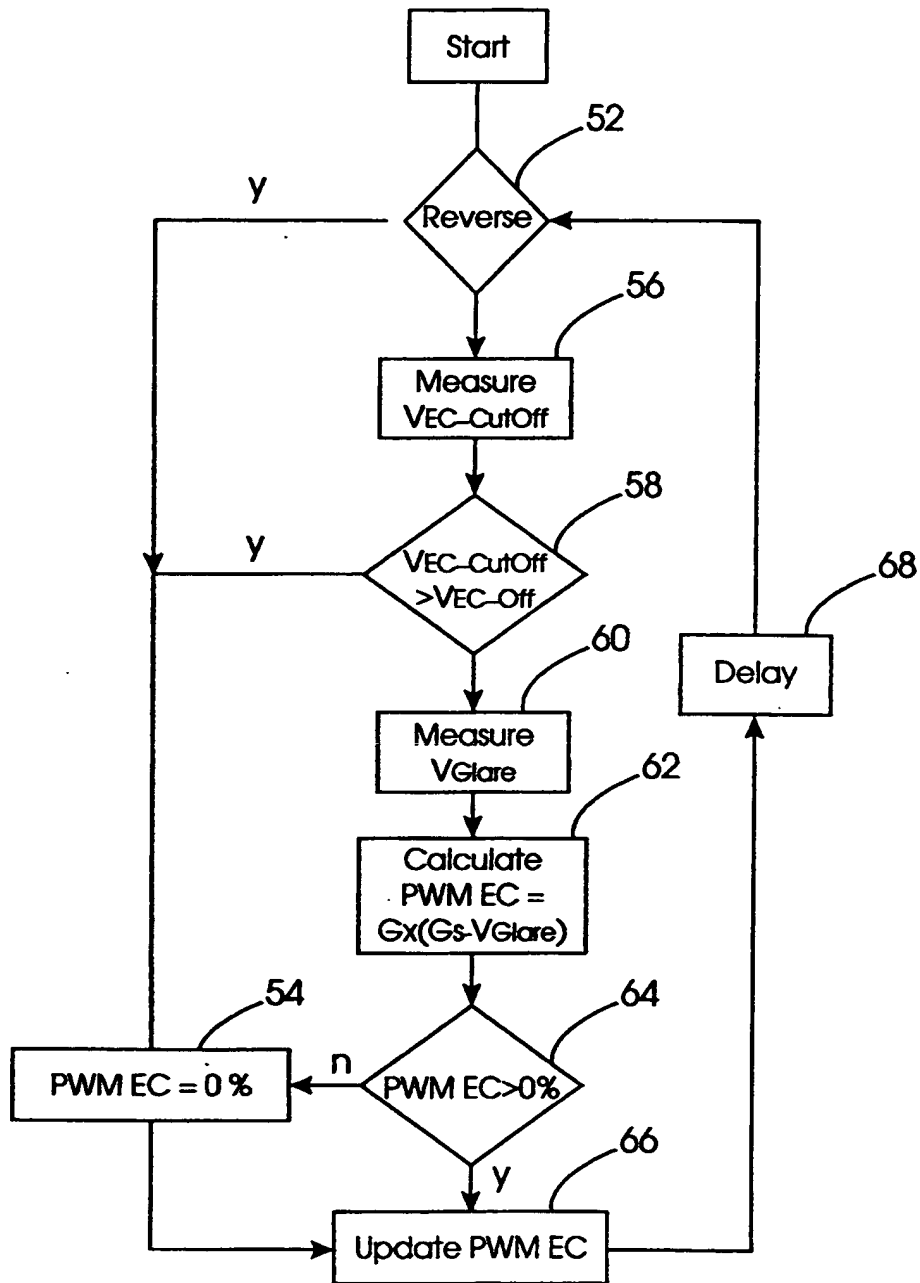 Start
52
y
Reverse
56
Measure
VEC-CutOff
58
y
VEC-CutOff
>VEC-Off
68
Delay
60
Measure
VGlare
62
Calculate
PWM EC =
Gx(Gs-VGlare)
54
64
PWM EC = 0 %
n
PWM EC>0%
66
y
Update PWM EC